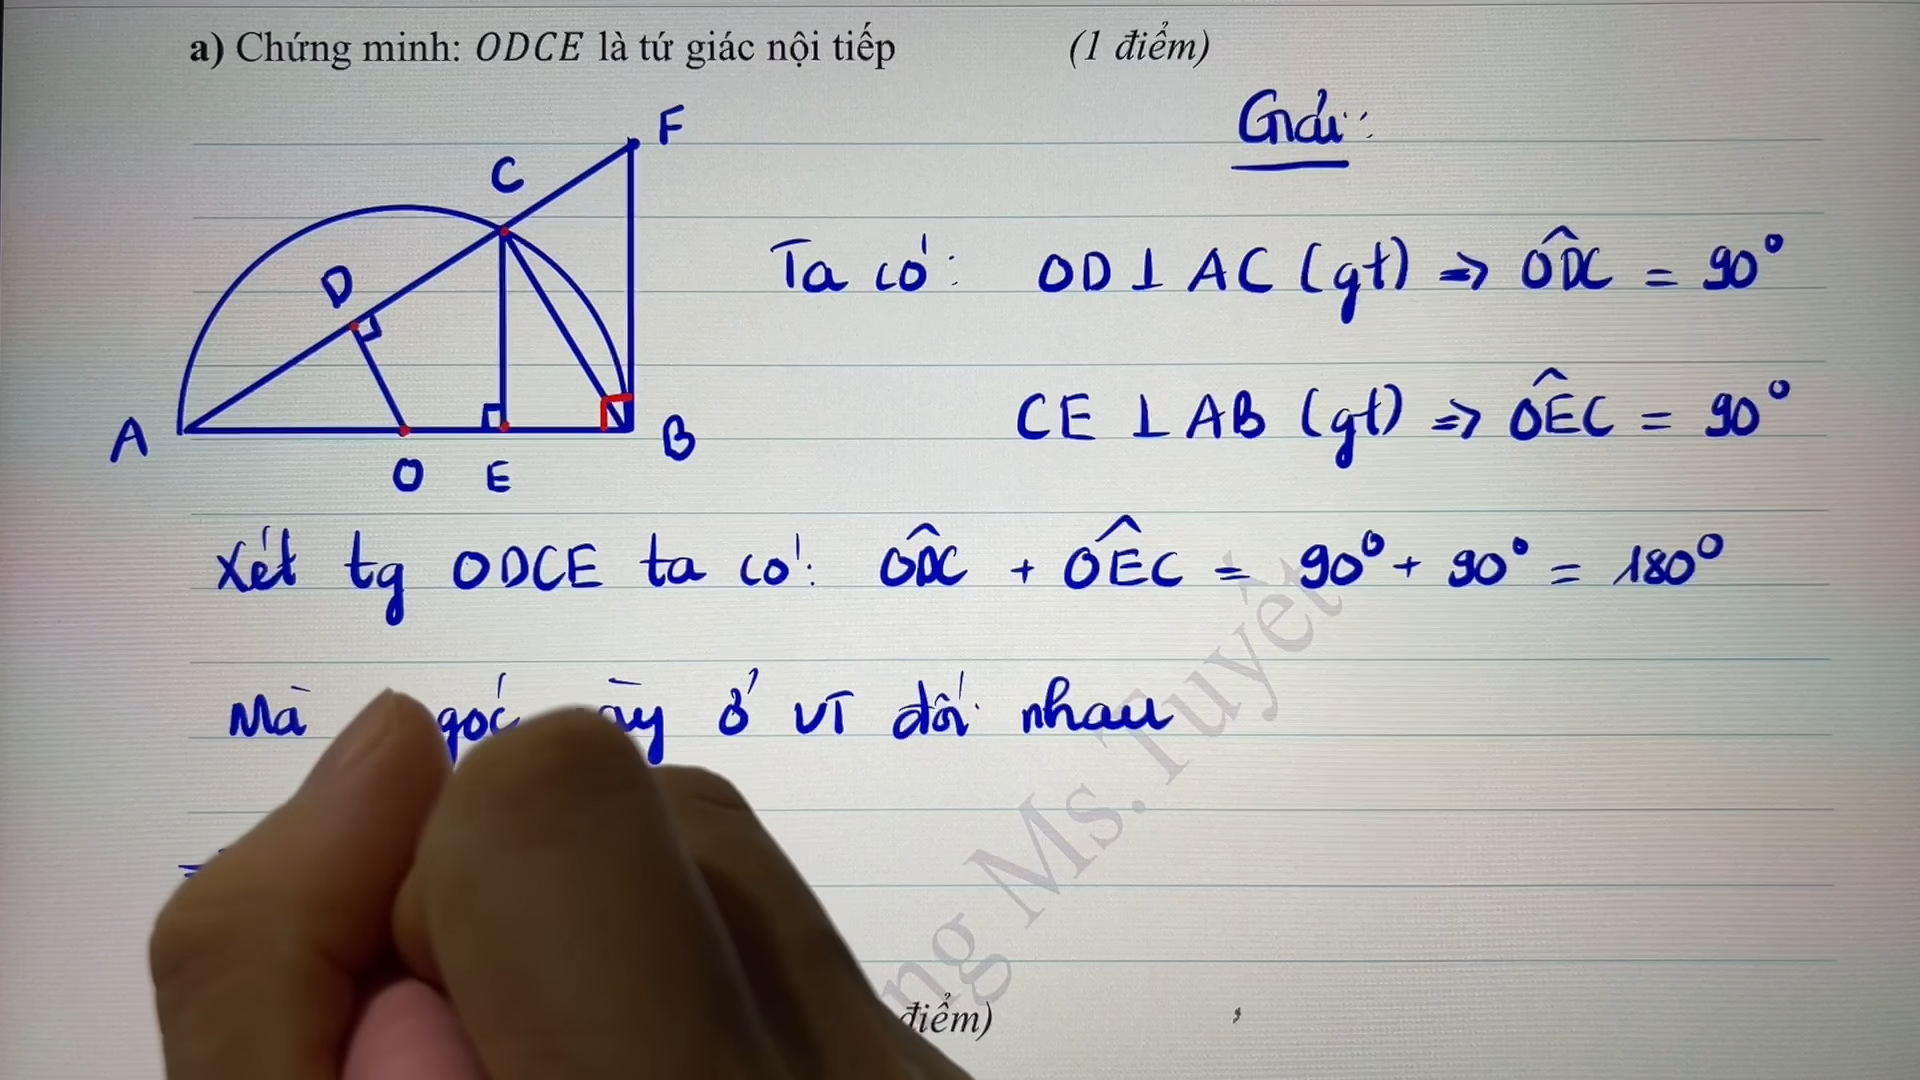 a) Chứng minh: ODCE là tứ giác nội tiếp (1 điểm)
Giải:
F
C
D
A
O
E
B
Ta có: OD ⊥ AC (gt) => ODC^ = 90°
CE ⊥ AB (gt) => OEC^ = 90°
Xét tg ODCE ta có: ODC^ + OEC^ = 90° + 90° = 180°
Mà góc ở vị đối nhau
Ms. Tuyết
điểm)